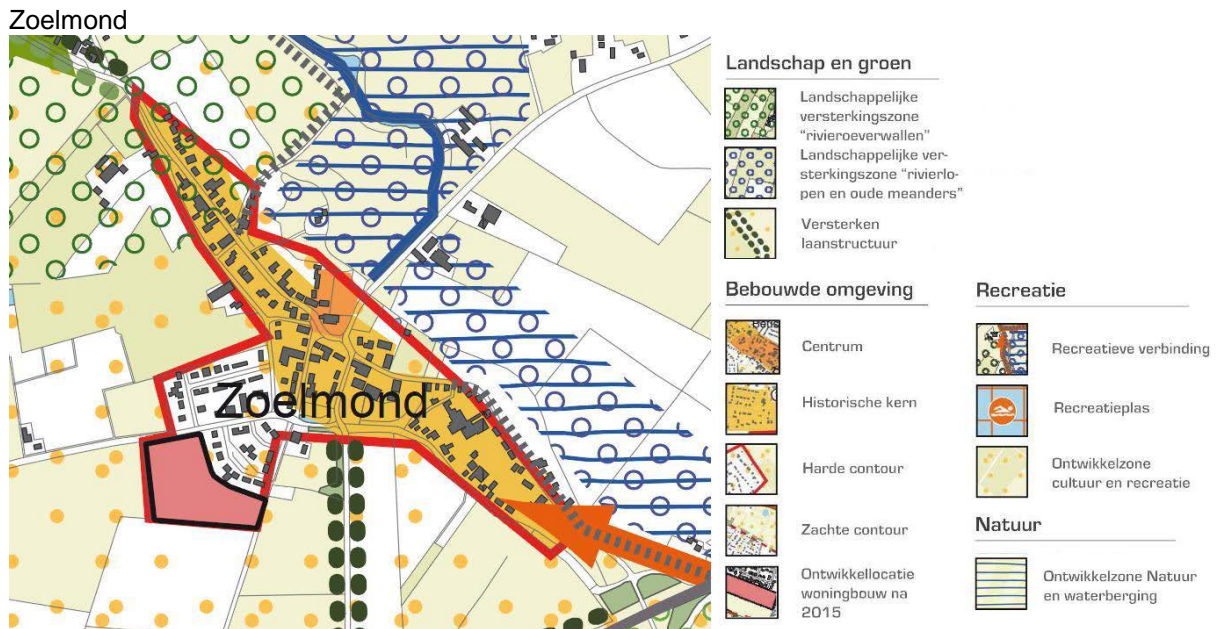 Zoelmond
Zoelmond
Landschap en groen
Landschappelijke
versterkingszone
“rivieroeverwallen”
Landschappelijke ver-
sterkingszone “rivierlo-
pen en oude meanders”
Versterken
laanstructuur
Bebouwde omgeving
Centrum
Historische kern
Harde contour
Zachte contour
Ontwikkellocatie
woningbouw na
2015
Recreatie
Recreatieve verbinding
Recreatieplas
Ontwikkelzone
cultuur en recreatie
Natuur
Ontwikkelzone Natuur
en waterberging